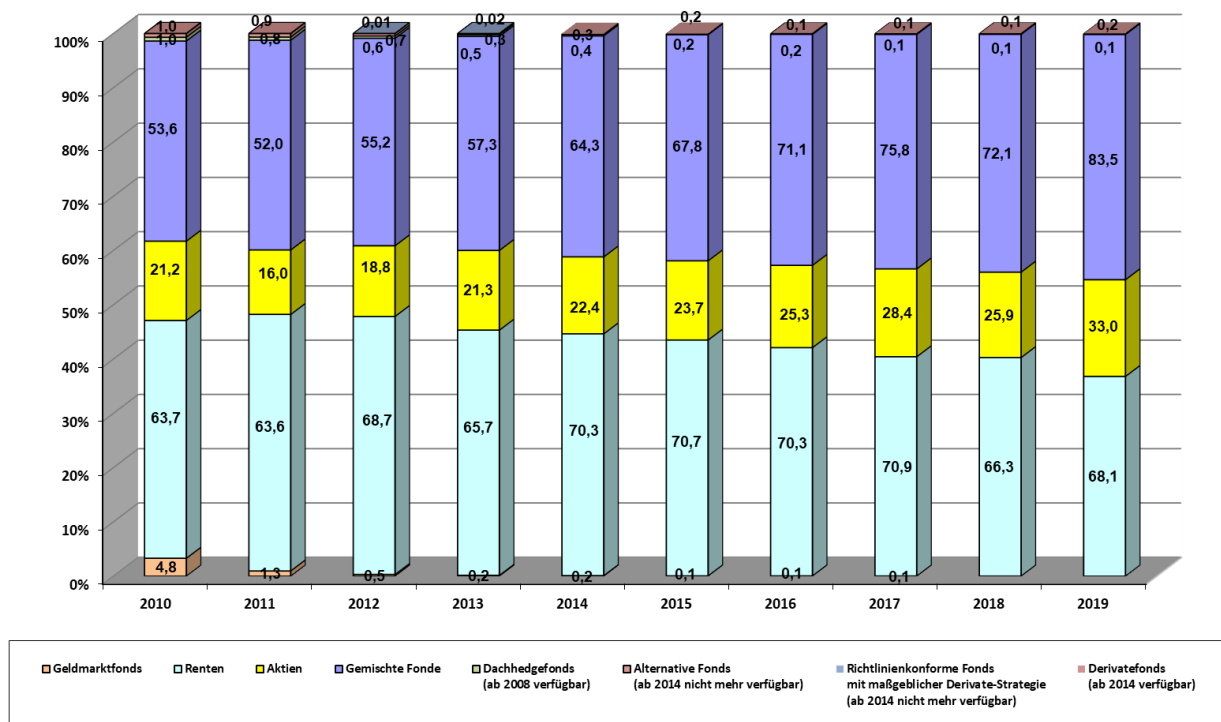 1,0 0,9 0,01 0,02 0,3 0,2 0,1 0,1 0,1 0,2
100% 1,0 0,8 0,6 0,7 0,5 0,3 0,4 0,2 0,2 0,1 0,1 0,1
90%
53,6 52,0 55,2 57,3 64,3 67,8 71,1 75,8 72,1 83,5
80%
70%
60%
21,2 16,0 18,8 21,3 22,4 23,7 25,3 28,4 25,9 33,0
50%
40%
63,7 63,6 68,7 65,7 70,3 70,7 70,3 70,9 66,3 68,1
30%
20%
10%
4,8 1,3 0,5 0,2 0,2 0,1 0,1 0,1
0%
2010 2011 2012 2013 2014 2015 2016 2017 2018 2019
Geldmarktfonds
Renten
Aktien
Gemischte Fonde
Dachhedgefonds
(ab 2008 verfügbar)
Alternative Fonds
(ab 2014 nicht mehr verfügbar)
Richtlinienkonforme Fonds
mit maßgeblicher Derivate-Strategie
(ab 2014 nicht mehr verfügbar)
Derivatefonds
(ab 2014 verfügbar)